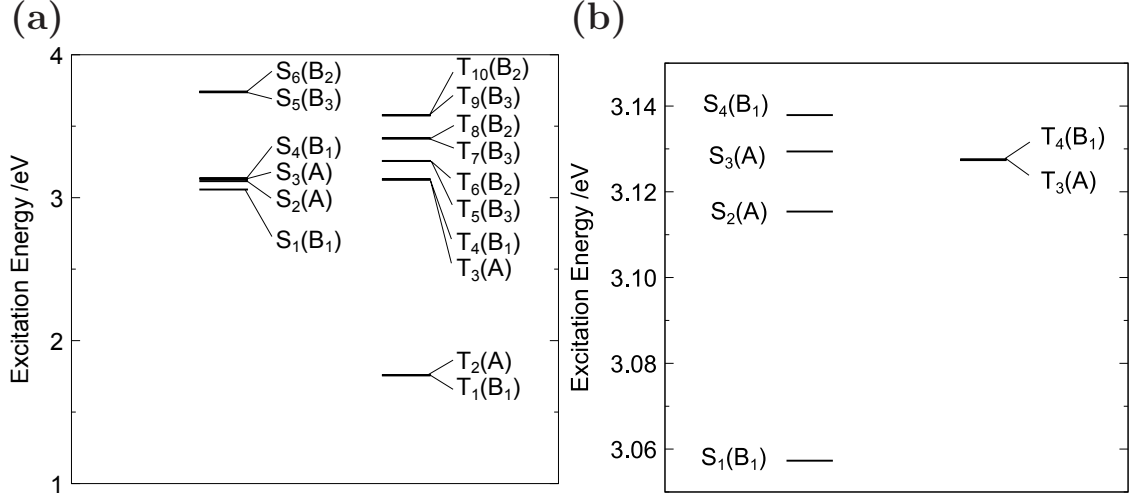 (a)
Excitation Energy /eV
4
3
2
1
S₆(B₂)
S₅(B₃)
S₄(B₁)
S₃(A)
S₂(A)
S₁(B₁)
T₁₀(B₂)
T₉(B₃)
T₈(B₂)
T₇(B₃)
T₆(B₂)
T₅(B₃)
T₄(B₁)
T₃(A)
T₂(A)
T₁(B₁)
(b)
Excitation Energy /eV
3.14
3.12
3.10
3.08
3.06
S₄(B₁)
S₃(A)
S₂(A)
S₁(B₁)
T₄(B₁)
T₃(A)